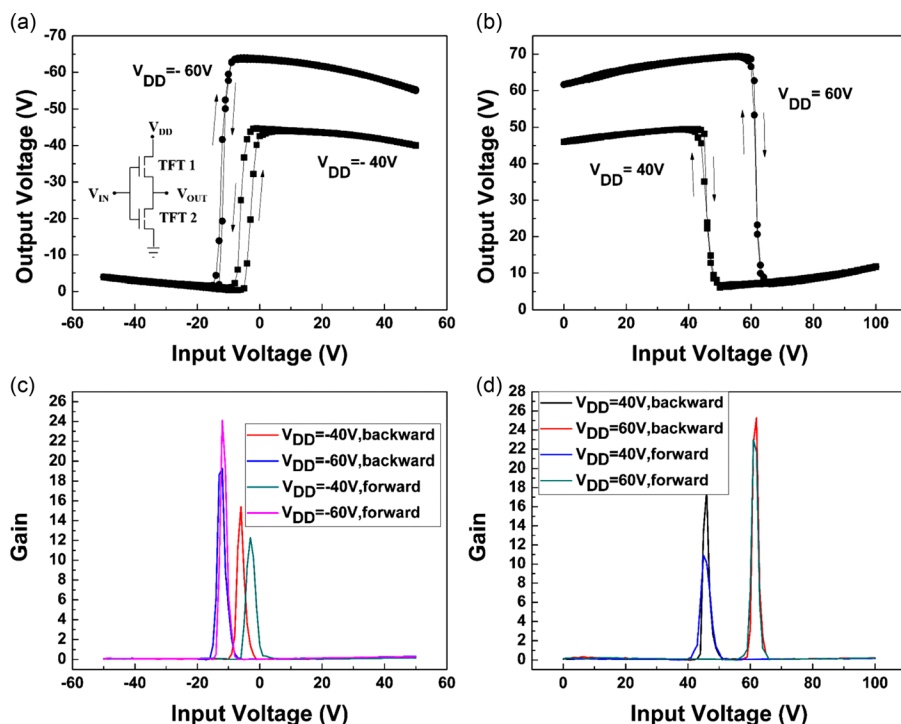 (a)
-70
-60
-50
-40
-30
-20
-10
0
Output Voltage (V)
V_DD=- 60V
V_DD=- 40V
V_DD
TFT 1
V_IN
V_OUT
TFT 2
-60 -40 -20 0 20 40 60
Input Voltage (V)
(b)
70
60
50
40
30
20
10
0
Output Voltage (V)
V_DD= 60V
V_DD= 40V
0 20 40 60 80 100
Input Voltage (V)
(c)
26
24
22
20
18
16
14
12
10
8
6
4
2
0
Gain
V_DD=-40V,backward
V_DD=-60V,backward
V_DD=-40V,forward
V_DD=-60V,forward
-60 -40 -20 0 20 40 60
Input Voltage (V)
(d)
28
26
24
22
20
18
16
14
12
10
8
6
4
2
0
Gain
V_DD=40V,backward
V_DD=60V,backward
V_DD=40V,forward
V_DD=60V,forward
0 20 40 60 80 100
Input Voltage (V)